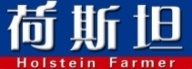 荷斯坦
Holstein Farmer